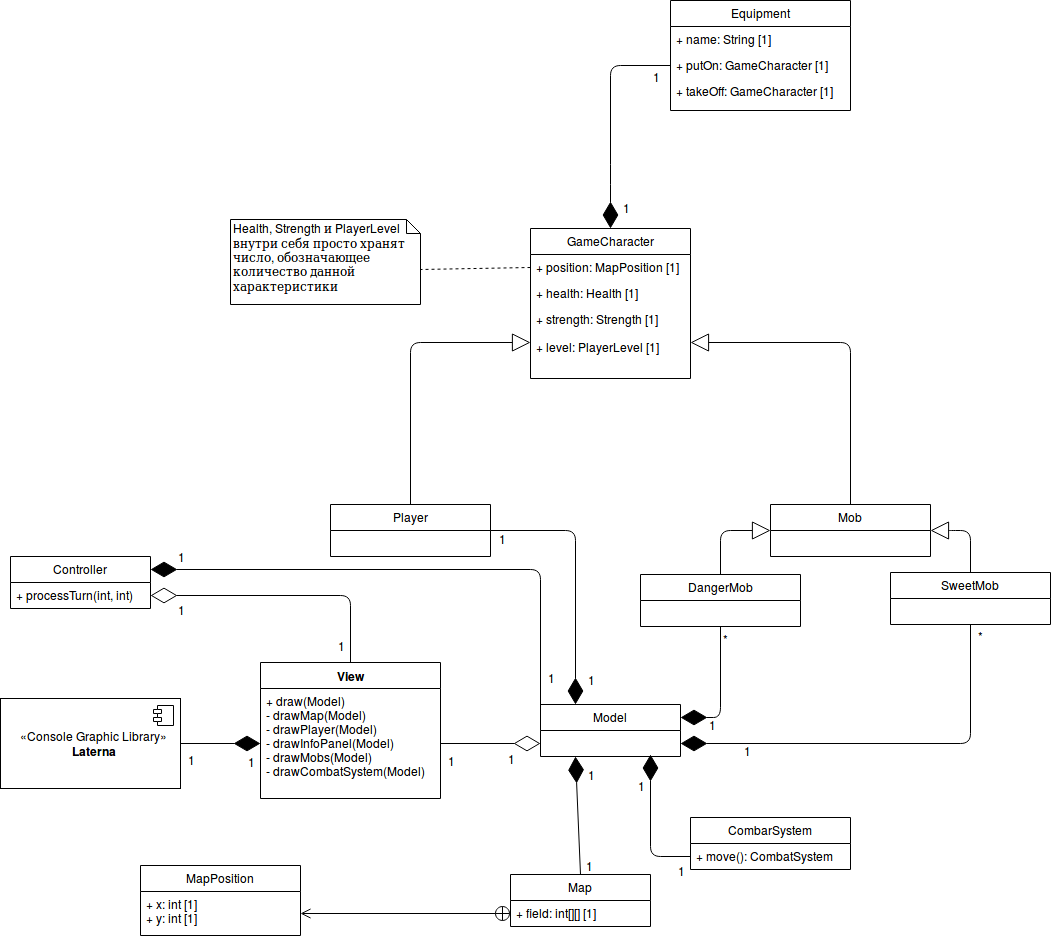 Equipment
+ name: String [1]
+ putOn: GameCharacter [1]
+ takeOff: GameCharacter [1]
1
1
Health, Strength и PlayerLevel
внутри себя просто хранят
число, обозначающее
количество данной
характеристики
GameCharacter
+ position: MapPosition [1]
+ health: Health [1]
+ strength: Strength [1]
+ level: PlayerLevel [1]
Player
1
Mob
Controller
+ processTurn(int, int)
1
1
DangerMob
*
SweetMob
*
1
View
+ draw(Model)
- drawMap(Model)
- drawPlayer(Model)
- drawInfoPanel(Model)
- drawMobs(Model)
- drawCombatSystem(Model)
1
1
Model
1
1
«Console Graphic Library»
Laterna
1
1
1
1
1
1
CombarSystem
+ move(): CombatSystem
1
1
Map
+ field: int[][] [1]
MapPosition
+ x: int [1]
+ y: int [1]